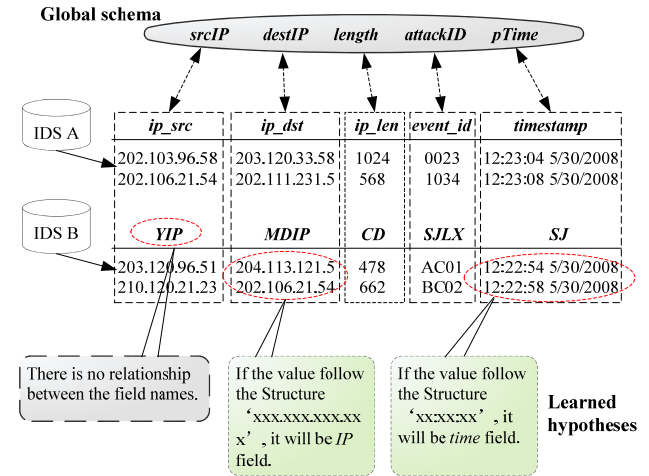 Global schema
srcIP destIP length attackID pTime
IDS A
ip_src ip_dst ip_len event_id timestamp
202.103.96.58 203.120.33.58 1024 0023 12:23:04 5/30/2008
202.106.21.54 202.111.231.5 568 1034 12:23:08 5/30/2008
IDS B
YIP MDIP CD SJLX SJ
203.120.96.51 204.113.121.5 478 AC01 12:22:54 5/30/2008
210.120.21.23 202.106.21.54 662 BC02 12:22:58 5/30/2008
There is no relationship
between the field names.
If the value follow
the Structure
‘xxx.xxx.xxx.xx
x’, it will be IP
field.
If the value follow
the Structure
‘xx:xx:xx’, it
will be time field.
Learned
hypotheses